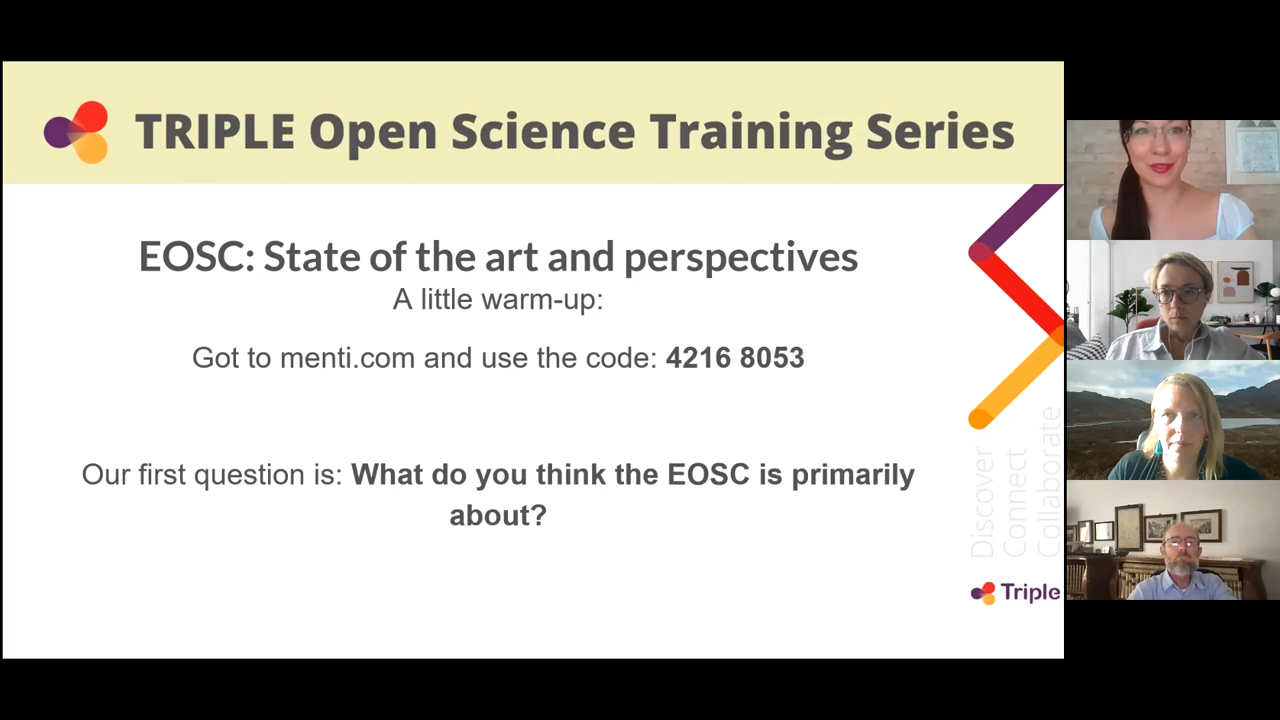 TRIPLE Open Science Training Series
EOSC: State of the art and perspectives
A little warm-up:
Got to menti.com and use the code: 4216 8053
Our first question is: What do you think the EOSC is primarily
about?
Discover
Connect
Collaborate
Triple